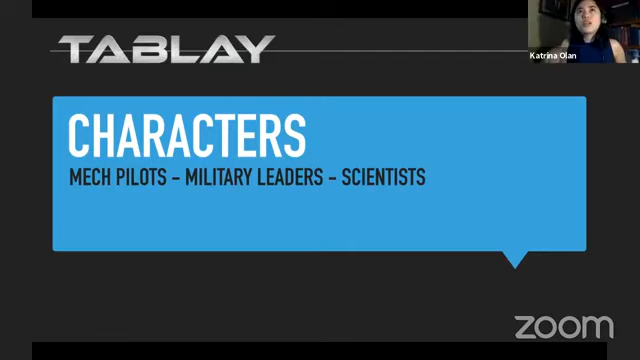 TABLAY
Katrina Olan
CHARACTERS
MECH PILOTS - MILITARY LEADERS - SCIENTISTS
zoom